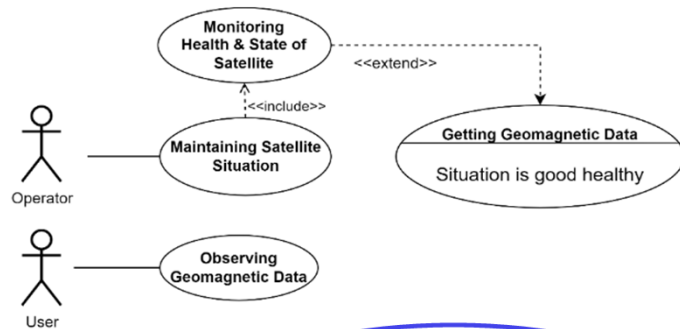 Monitoring
Health & State of
Satellite
<<extend>>
<<include>>
Getting Geomagnetic Data
Situation is good healthy
Maintaining Satellite
Situation
Operator
Observing
Geomagnetic Data
User